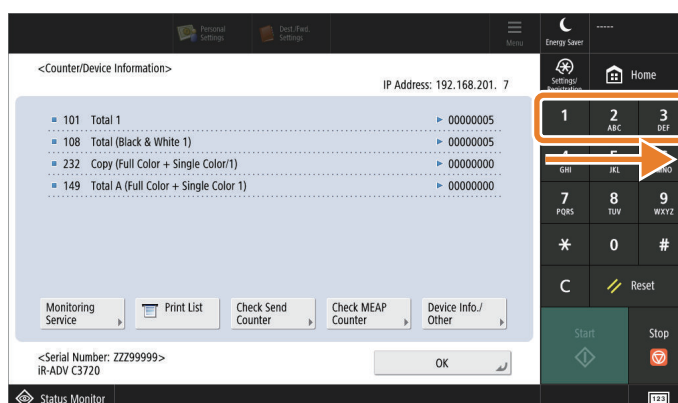 Personal
Settings
Dest./Fwd.
Settings
Menu
Energy Saver
-----
<Counter/Device Information>
IP Address: 192.168.201. 7
Settings/
Registration
Home
101 Total 1 00000005
108 Total (Black & White 1) 00000005
232 Copy (Full Color + Single Color/1) 00000000
149 Total A (Full Color + Single Color 1) 00000000
1
2
ABC
3
DEF
GHI
JKL
MNO
7
PQRS
8
TUV
9
WXYZ
0
#
C
Reset
Monitoring
Service
Print List
Check Send
Counter
Check MEAP
Counter
Device Info./
Other
Start
Stop
<Serial Number: ZZZ99999>
iR-ADV C3720
OK
Status Monitor
123